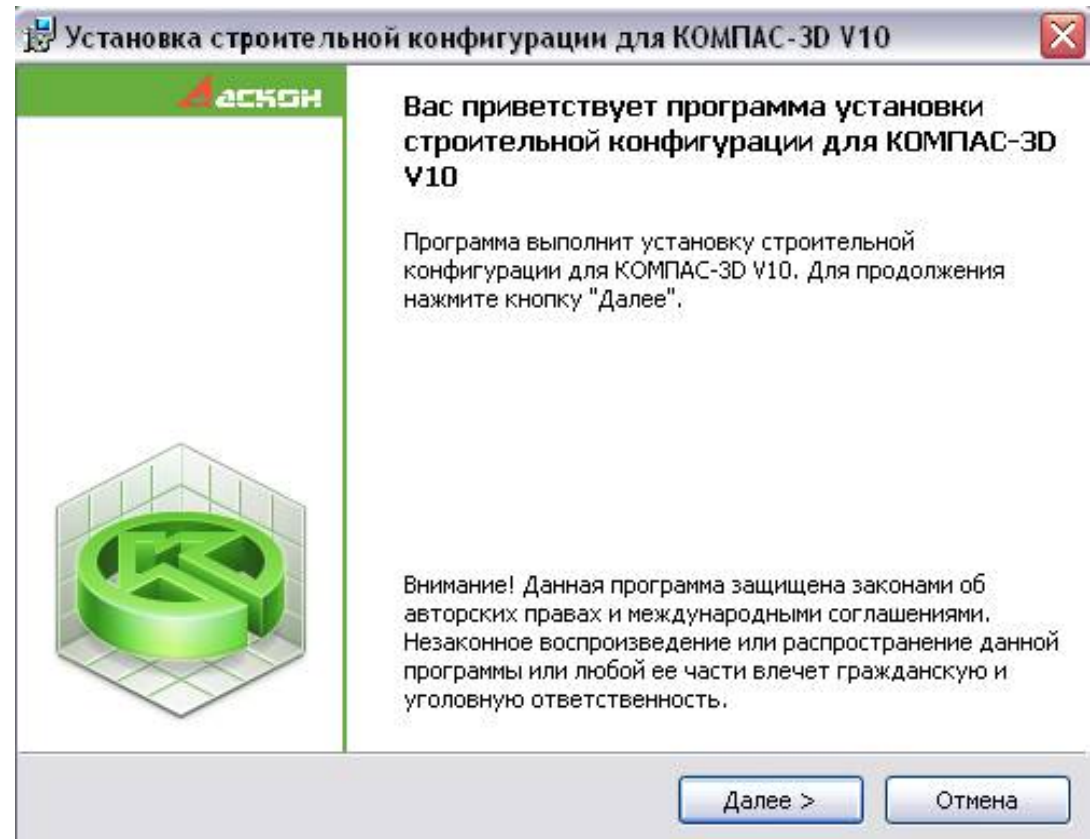 Установка строительной конфигурации для КОМПАС-3D V10
Аскон
Вас приветствует программа установки
строительной конфигурации для КОМПАС-3D
V10
Программа выполнит установку строительной
конфигурации для КОМПАС-3D V10. Для продолжения
нажмите кнопку "Далее".
Внимание! Данная программа защищена законами об
авторских правах и международными соглашениями.
Незаконное воспроизведение или распространение данной
программы или любой ее части влечет гражданскую и
уголовную ответственность.
Далее >
Отмена